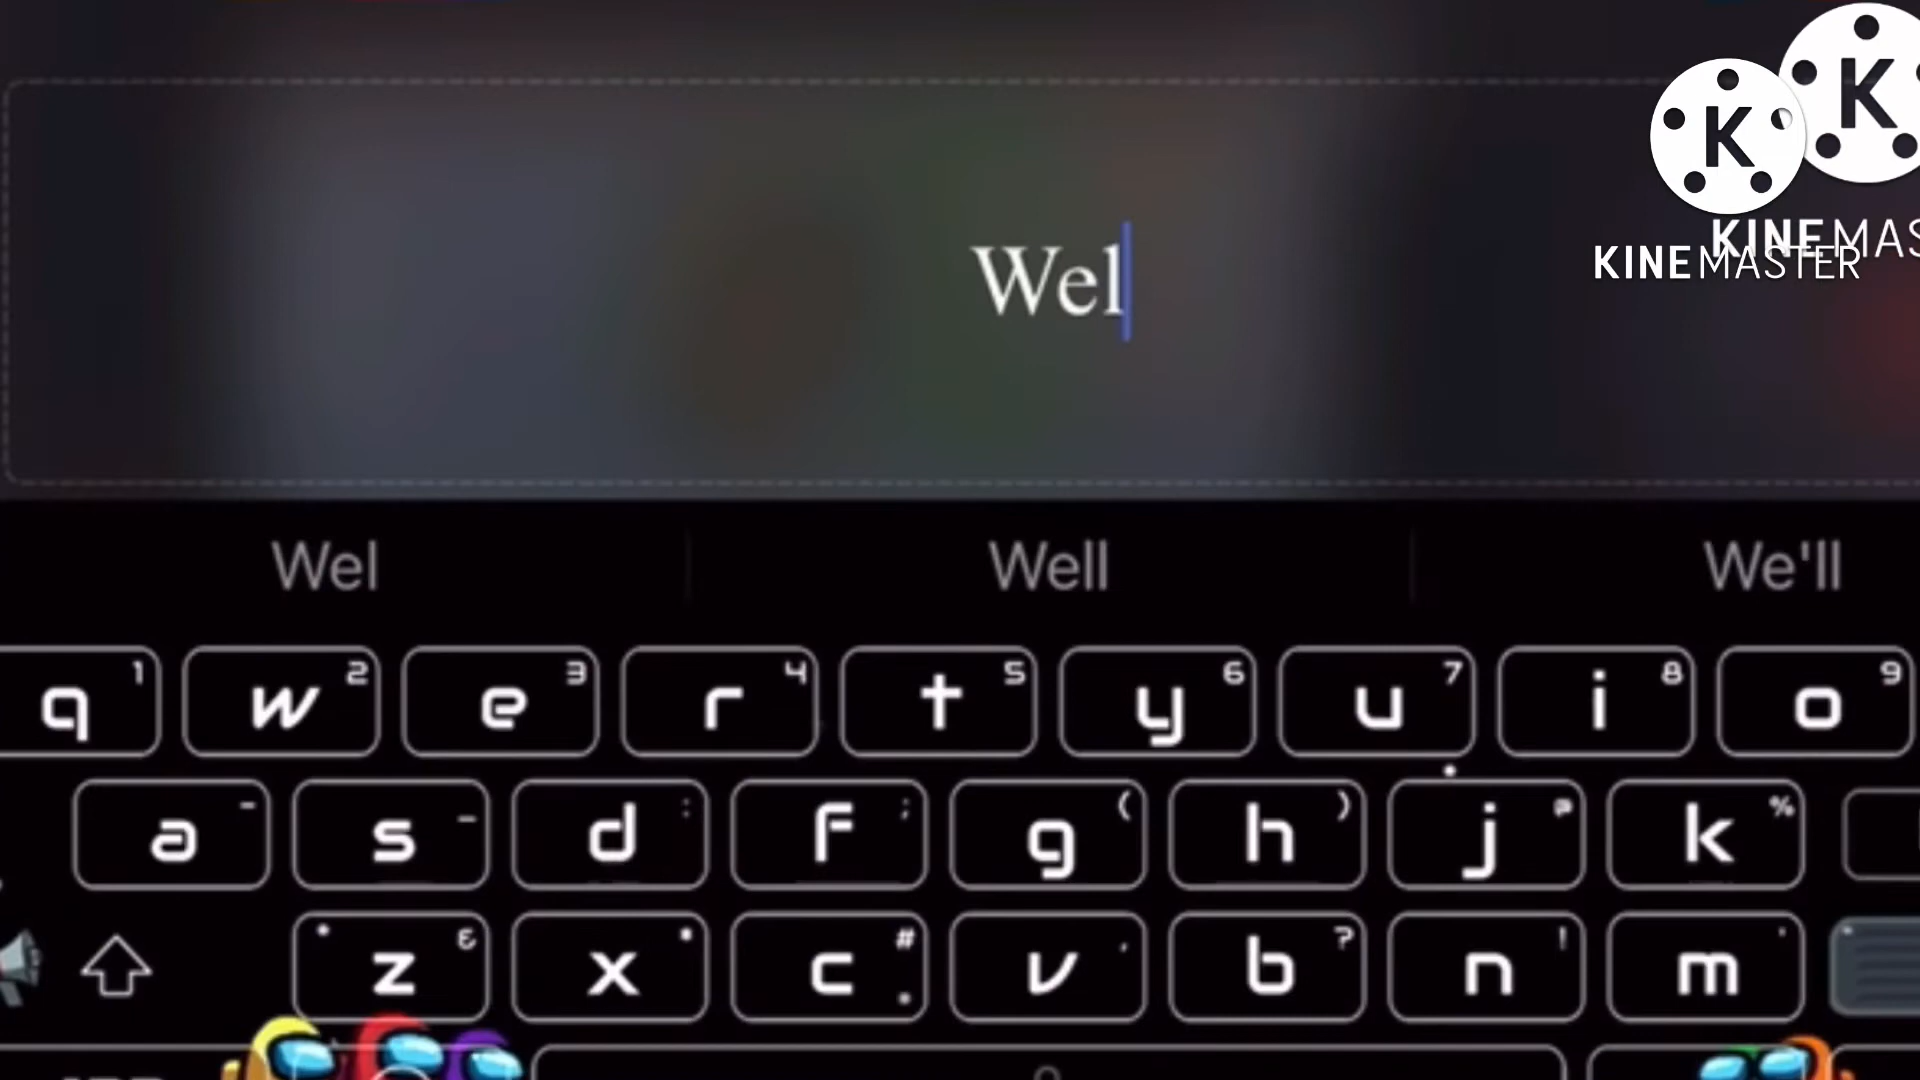 K
K
KINEMAS
KINEMASTER
Wel
Wel Well We'll
q 1 w 2 e 3 r 4 t 5 y 6 u 7 i 8 o 9
a - s _ d : f ; g ( h ) j k %
z x c # v , b ? n ! m '